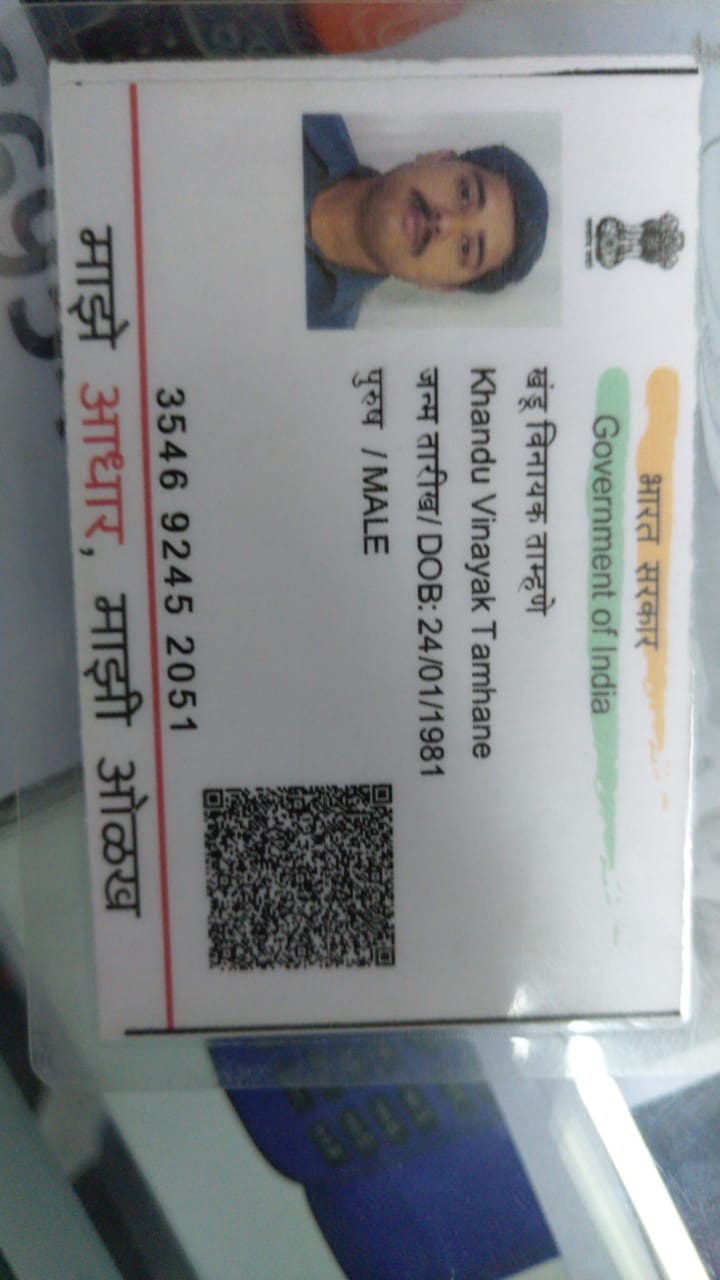 भारत सरकार
Government of India
खंडू विनायक ताम्हणे
Khandu Vinayak Tamhane
जन्म तारीख/ DOB: 24/01/1981
पुरुष / MALE
3546 9245 2051
माझे आधार, माझी ओळख